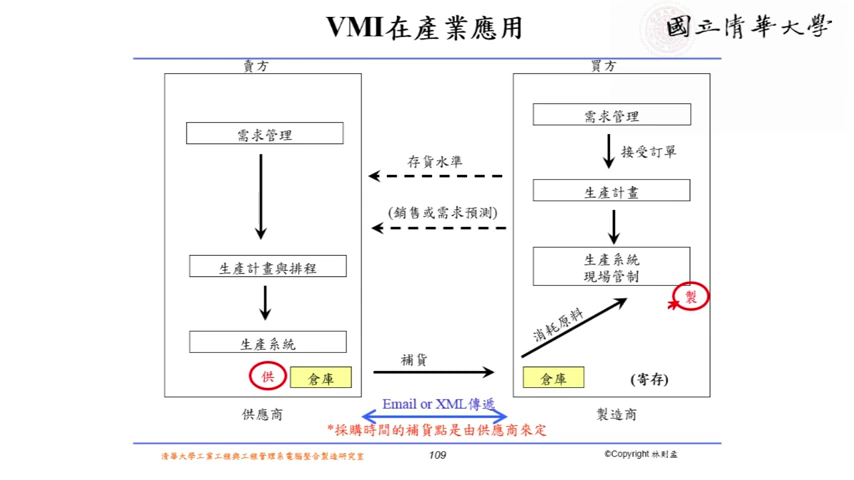 VMI在產業應用
國立清華大學
賣方
買方
需求管理
需求管理
接受訂單
存貨水準
生產計畫
(銷售或需求預測)
生產計畫與排程
生產系統
現場管制
製
消耗原料
生產系統
補貨
供
倉庫
倉庫
(寄存)
Email or XML傳遞
供應商
製造商
*採購時間的補貨點是由供應商來定
清華大學工業工程與工程管理系電腦整合製造研究室
109
©Copyright 林則孟